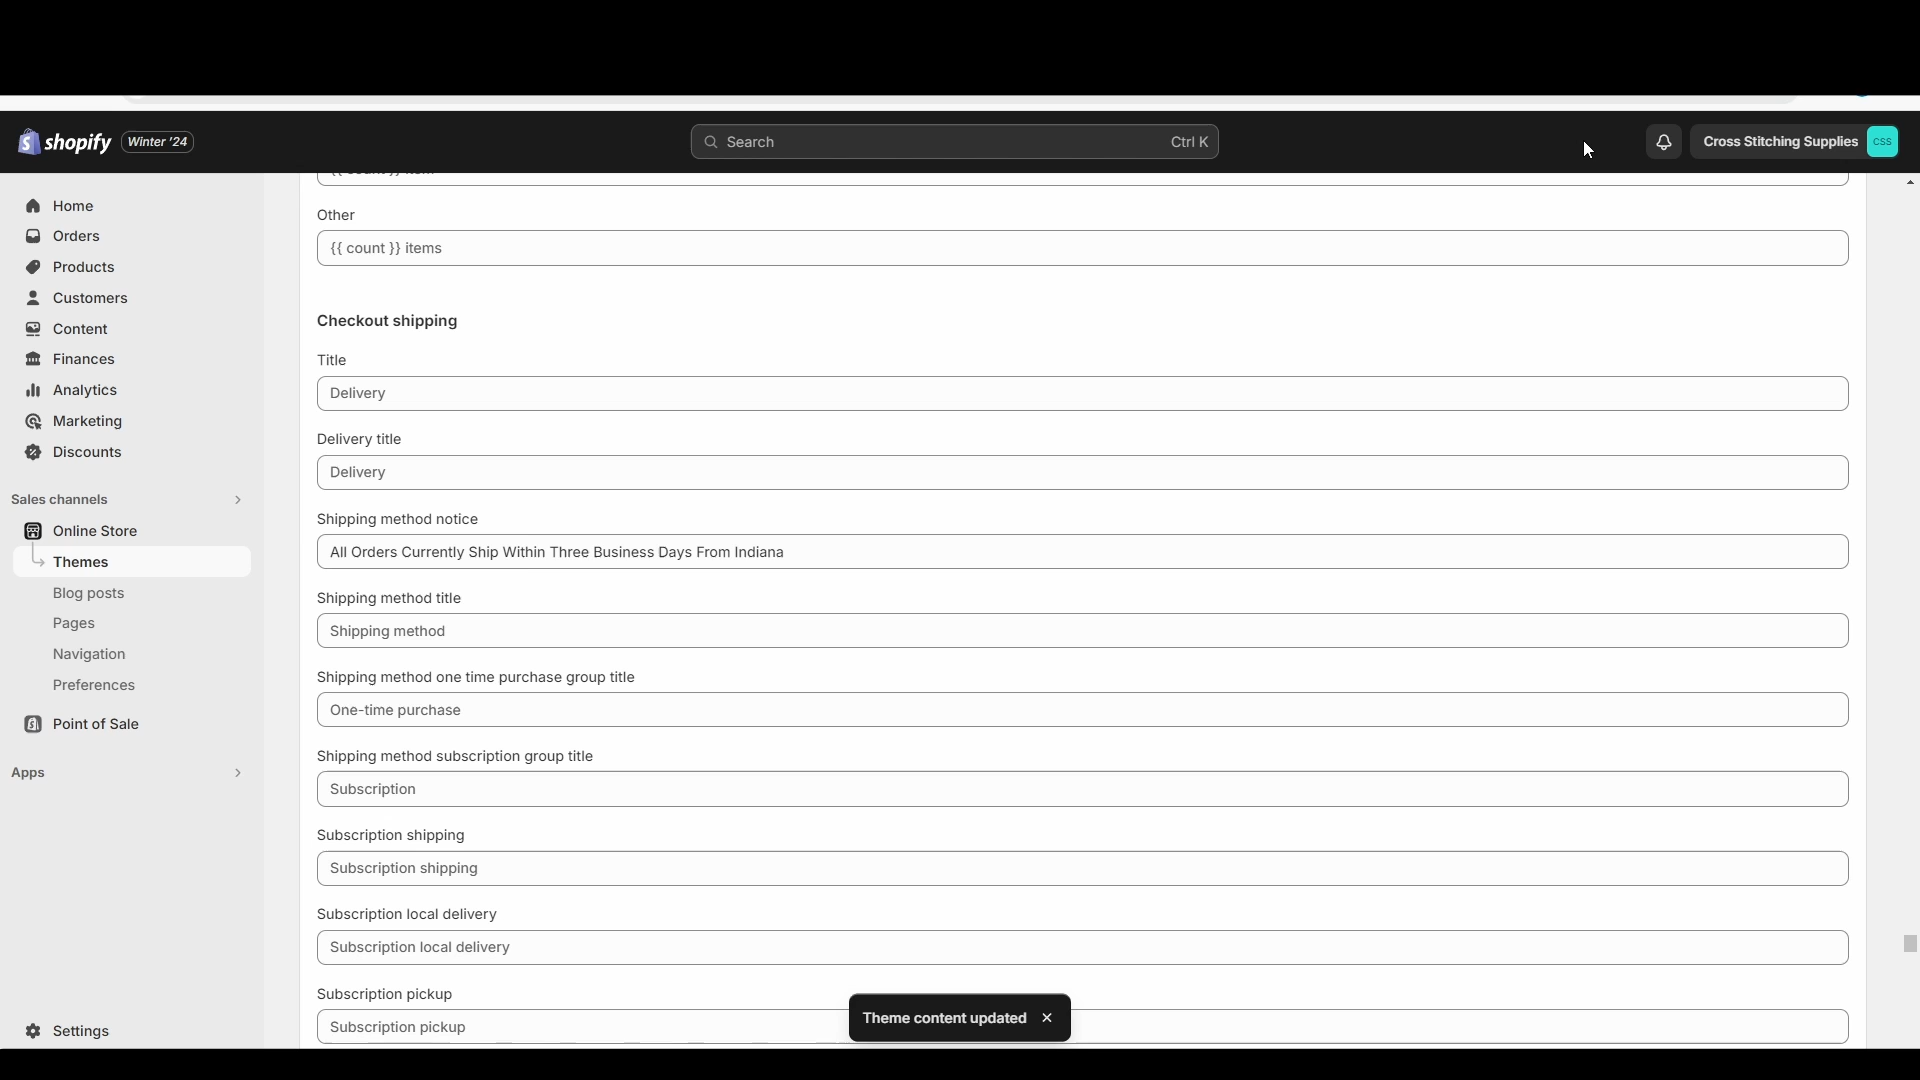 shopify
Winter '24
Search
Ctrl K
Cross Stitching Supplies
CSS
Home
Orders
Products
Customers
Content
Finances
Analytics
Marketing
Discounts
Sales channels
Online Store
Themes
Blog posts
Pages
Navigation
Preferences
Point of Sale
Apps
Settings
Other
{{ count }} items
Checkout shipping
Title
Delivery
Delivery title
Delivery
Shipping method notice
All Orders Currently Ship Within Three Business Days From Indiana
Shipping method title
Shipping method
Shipping method one time purchase group title
One-time purchase
Shipping method subscription group title
Subscription
Subscription shipping
Subscription shipping
Subscription local delivery
Subscription local delivery
Subscription pickup
Subscription pickup
Theme content updated